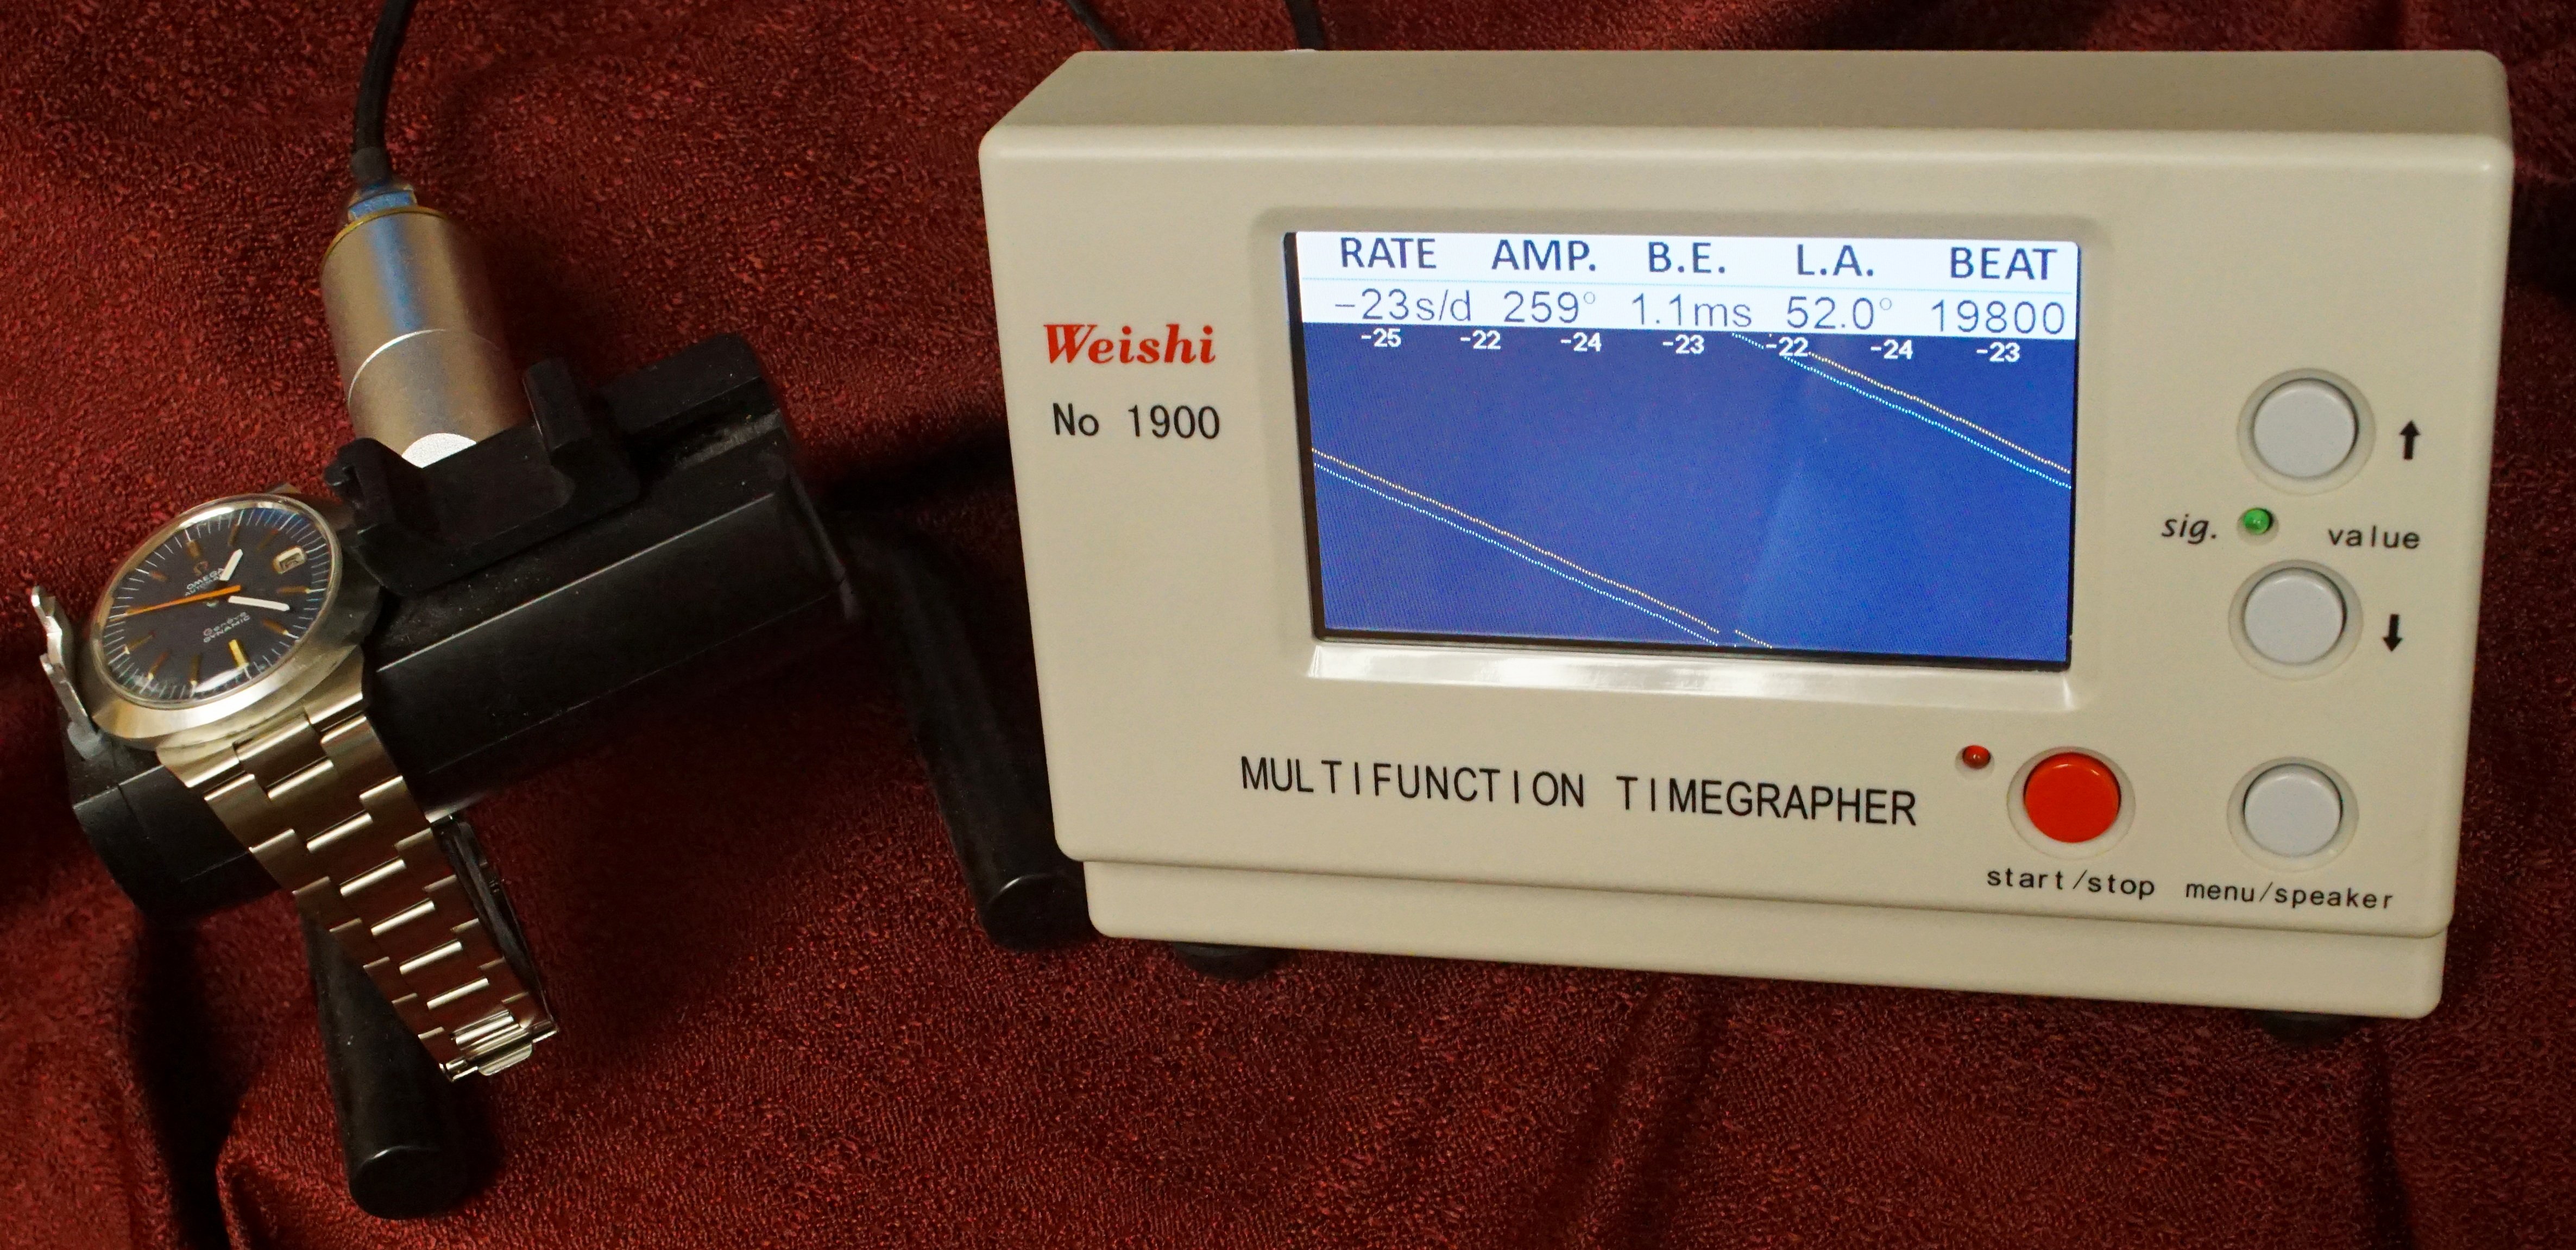 OMEGA
Genève
DYNAMIC
Weishi
No 1900
RATE AMP. B.E. L.A. BEAT
-23s/d 259° 1.1ms 52.0° 19800
-25 -22 -24 -23 -22 -24 -23
sig. value
MULTIFUNCTION TIMEGRAPHER
start/stop menu/speaker